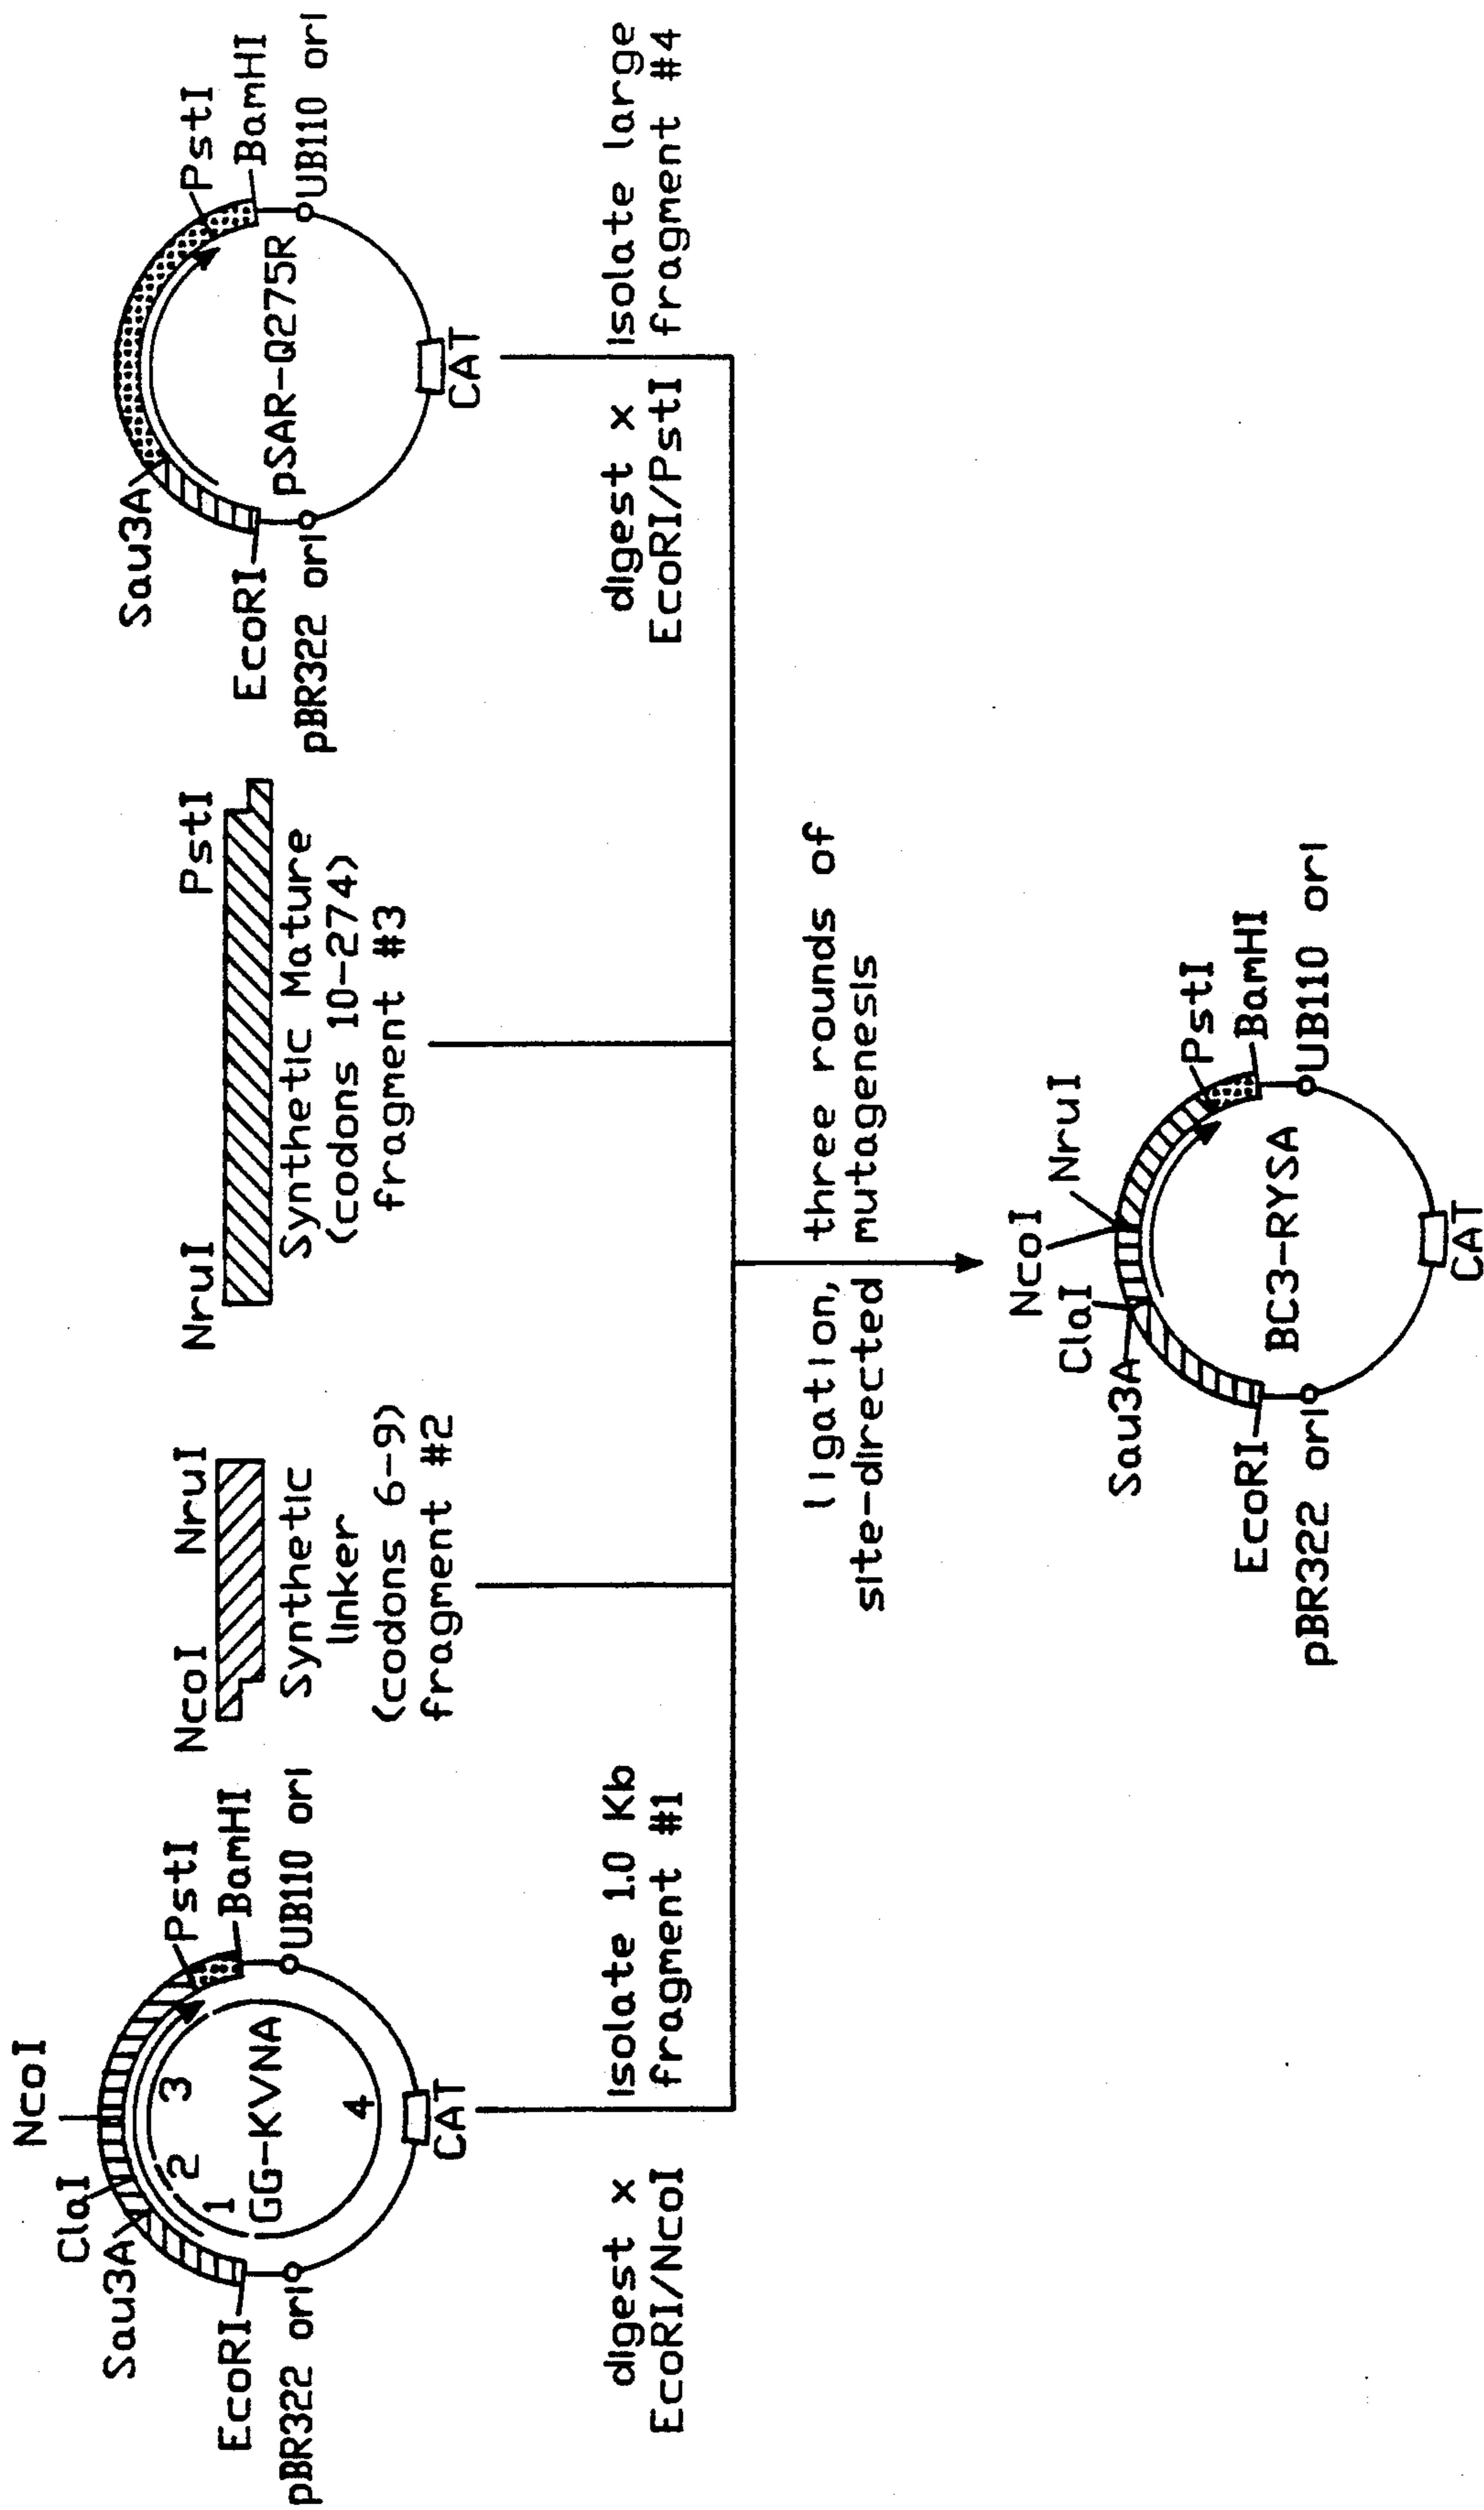 NcoI
ClaI
Sau3A
EcoRI
pBR322 ori
PstI
BamHI
UB110 ori
1
2
3
4
GG-KVNA
CAT
NcoI
NruI
Synthetic
linker
(codons 6-9)
fragment #2
NruI
PstI
Synthetic Mature
(codons 10-274)
fragment #3
Sau3A
EcoRI
pBR322 ori
PstI
BamHI
UB110 ori
pSAR-Q275R
CAT
digest x
EcoRI/NcoI
isolate 1.0 Kb
fragment #1
digest x
EcoRI/PstI
isolate large
fragment #4
ligation, three rounds of
site-directed mutagenesis
NcoI
NruI
ClaI
Sau3A
EcoRI
pBR322 ori
PstI
BamHI
UB110 ori
BC3-RYSA
CAT